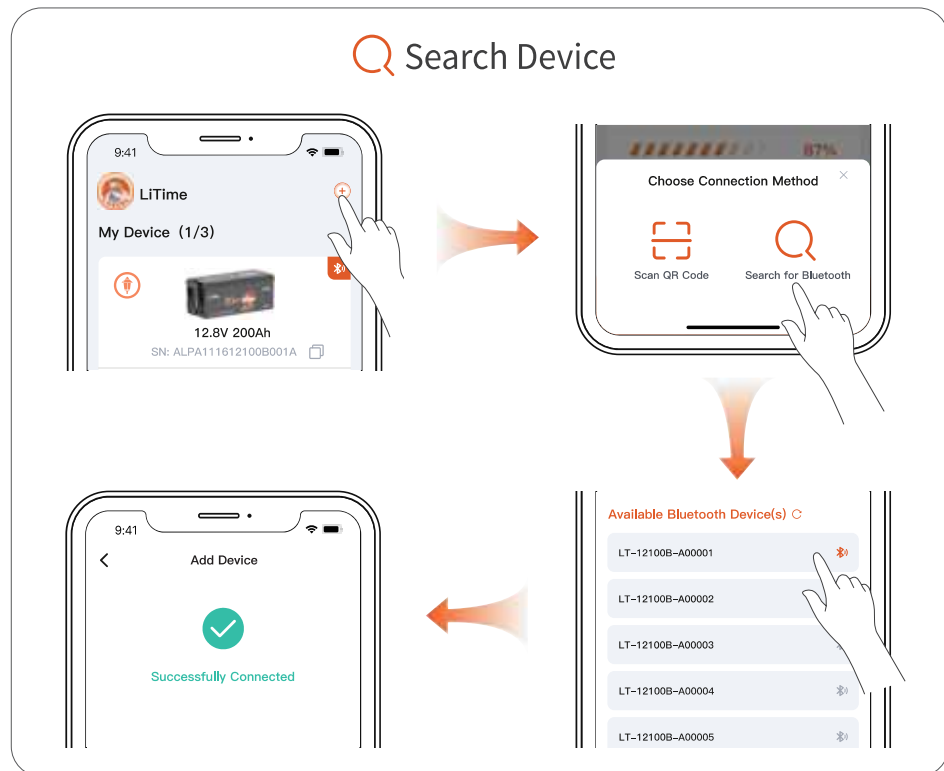 Search Device
9:41
LiTime
My Device (1/3)
12.8V 200Ah
SN: ALPA111612100B001A
87%
Choose Connection Method
Scan QR Code
Search for Bluetooth
Available Bluetooth Device(s)
LT-12100B-A00001
LT-12100B-A00002
LT-12100B-A00003
LT-12100B-A00004
LT-12100B-A00005
9:41
Add Device
Successfully Connected